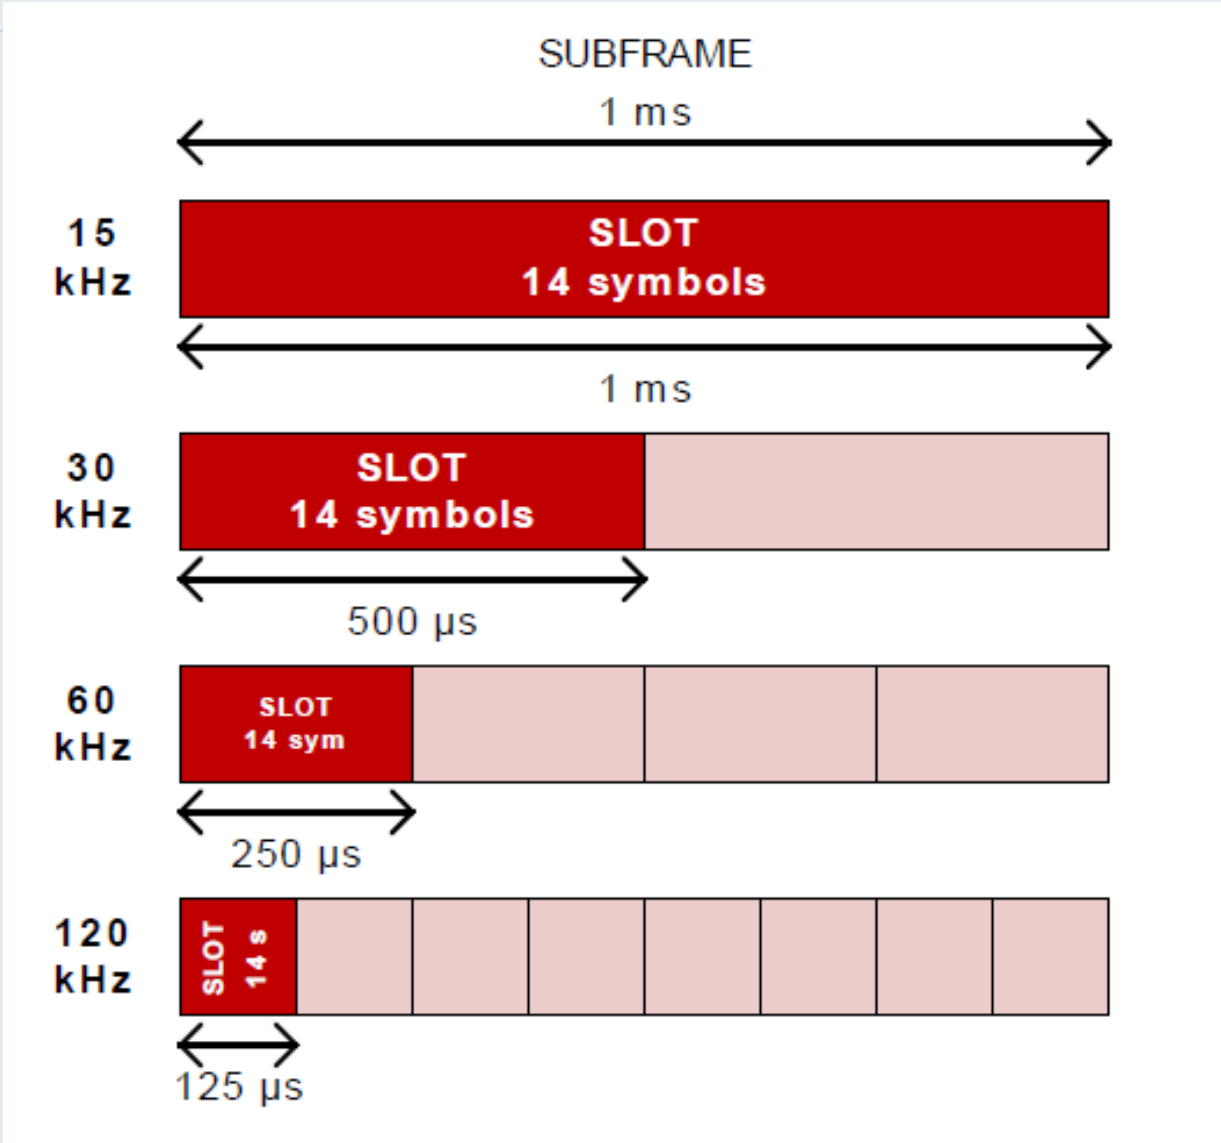 SUBFRAME
1 ms
15
kHz
SLOT
14 symbols
1 ms
30
kHz
SLOT
14 symbols
500 µs
60
kHz
SLOT
14 sym
250 µs
120
kHz
SLOT
14 s
125 µs